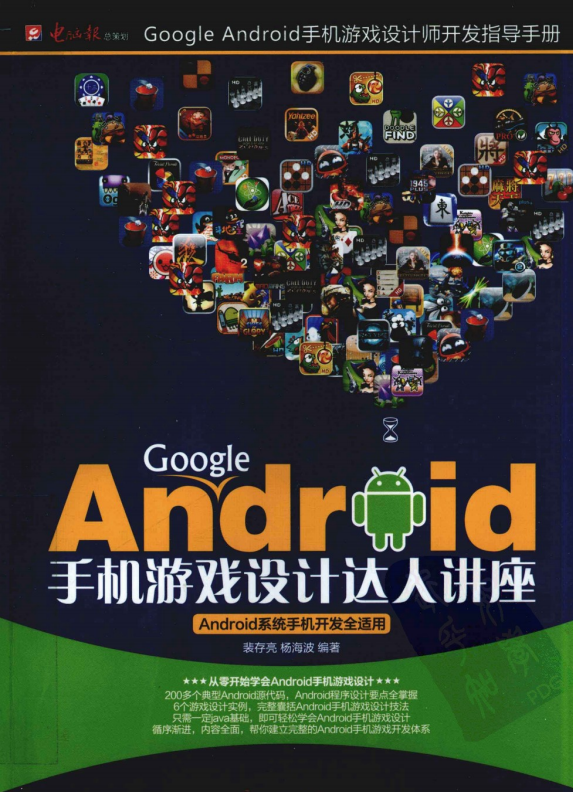 电脑报 总策划 Google Android手机游戏设计师开发指导手册
Google
Android
手机游戏设计达人讲座
Android系统手机开发全适用
裴存亮 杨海波 编著
★★★从零开始学会Android手机游戏设计★★★
200多个典型Android源代码，Android程序设计要点全掌握
6个游戏设计实例，完整囊括Android手机游戏设计技法
只需一定java基础，即可轻松学会Android手机游戏设计
循序渐进，内容全面，帮你建立完整的Android手机游戏开发体系